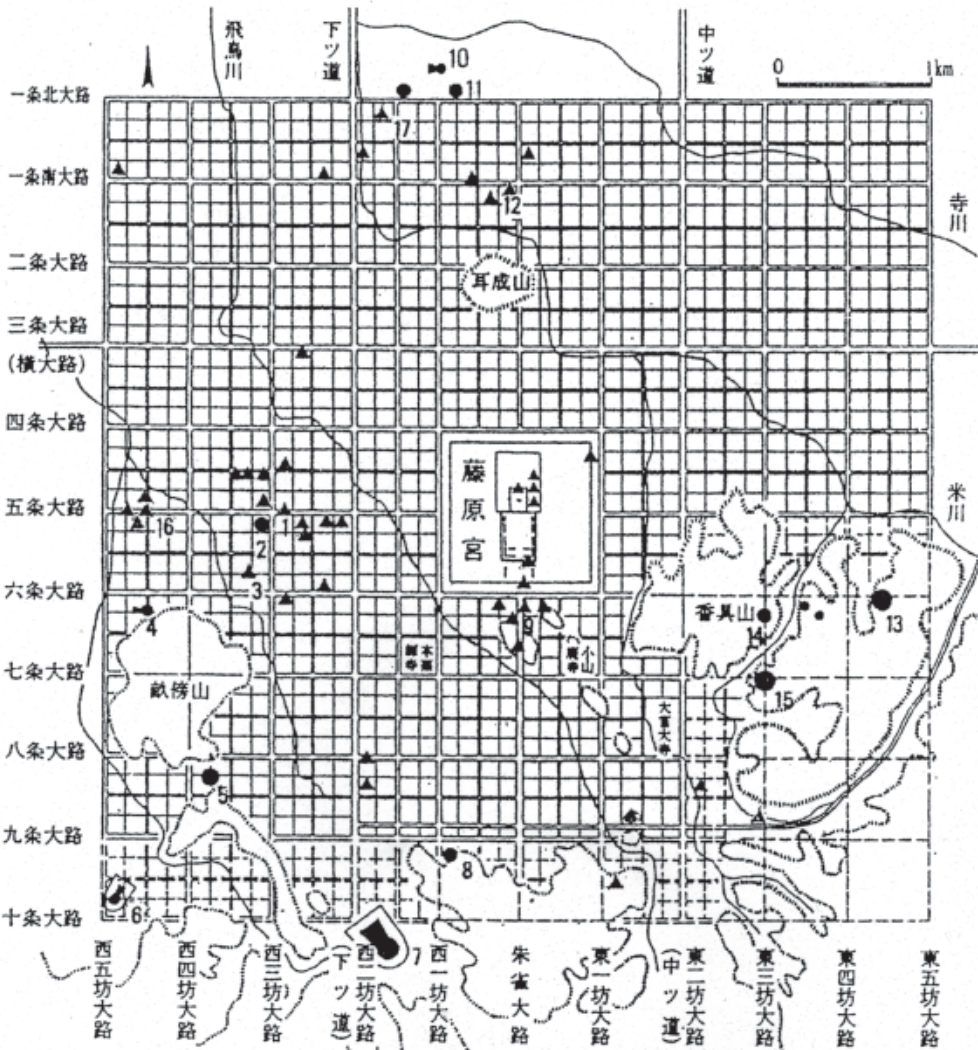 飛鳥川
下ツ道
中ツ道
0 1km
10
11
一条北大路
17
一条南大路
12
寺川
二条大路
耳成山
三条大路
(横大路)
四条大路
藤原宮
五条大路
米川
16
1
2
3
六条大路
4
9
香具山
14
13
本薬師寺
小山廃寺
七条大路
畝傍山
15
大官大寺
八条大路
5
九条大路
8
6
十条大路
7
西五坊大路
西四坊大路
西三坊大路
(下ツ道)
西二坊大路
西一坊大路
朱雀大路
東一坊大路
(中ツ道)
東二坊大路
東三坊大路
東四坊大路
東五坊大路